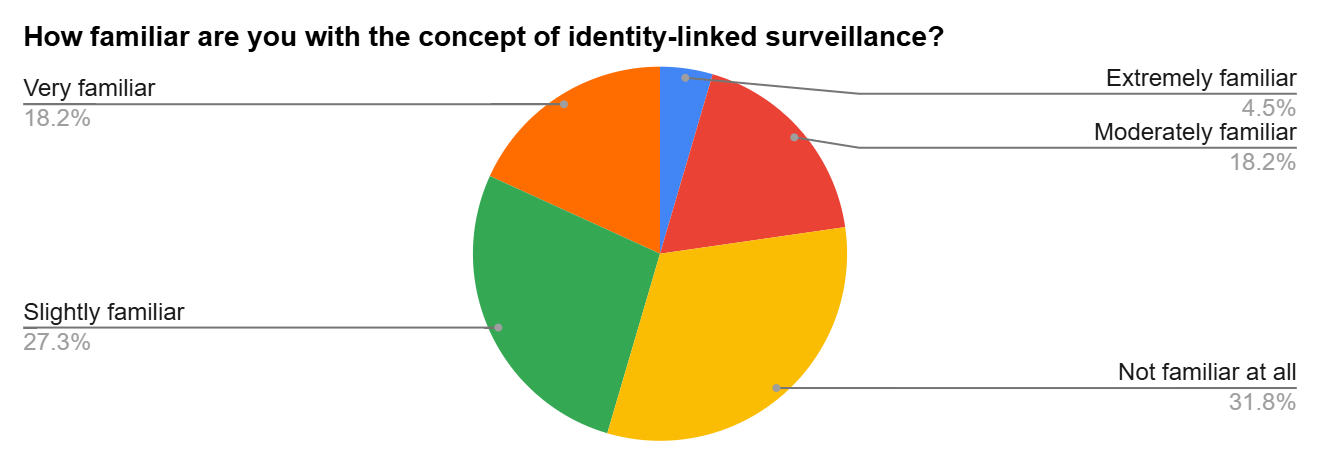 How familiar are you with the concept of identity-linked surveillance?
Very familiar
18.2%
Slightly familiar
27.3%
Extremely familiar
4.5%
Moderately familiar
18.2%
Not familiar at all
31.8%